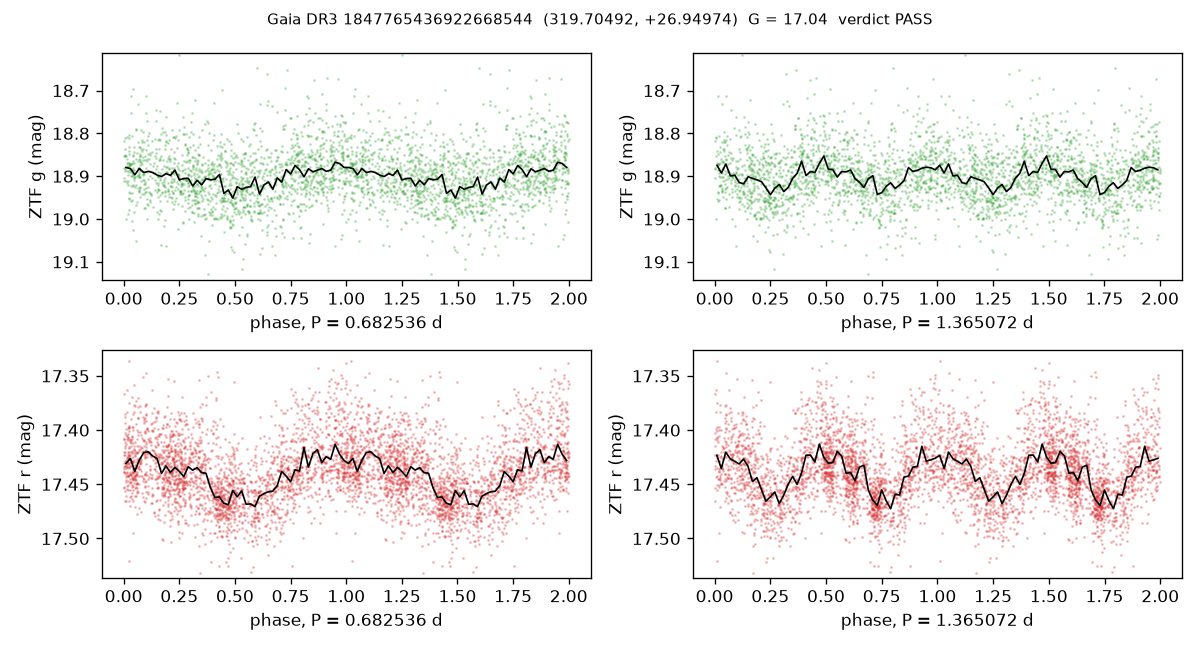 Gaia DR3 1847765436922668544 (319.70492, +26.94974) G = 17.04 verdict PASS
ZTF g (mag)
18.7
18.8
18.9
19.0
19.1
0.00 0.25 0.50 0.75 1.00 1.25 1.50 1.75 2.00
phase, P = 0.682536 d
ZTF g (mag)
18.7
18.8
18.9
19.0
19.1
0.00 0.25 0.50 0.75 1.00 1.25 1.50 1.75 2.00
phase, P = 1.365072 d
ZTF r (mag)
17.35
17.40
17.45
17.50
0.00 0.25 0.50 0.75 1.00 1.25 1.50 1.75 2.00
phase, P = 0.682536 d
ZTF r (mag)
17.35
17.40
17.45
17.50
0.00 0.25 0.50 0.75 1.00 1.25 1.50 1.75 2.00
phase, P = 1.365072 d